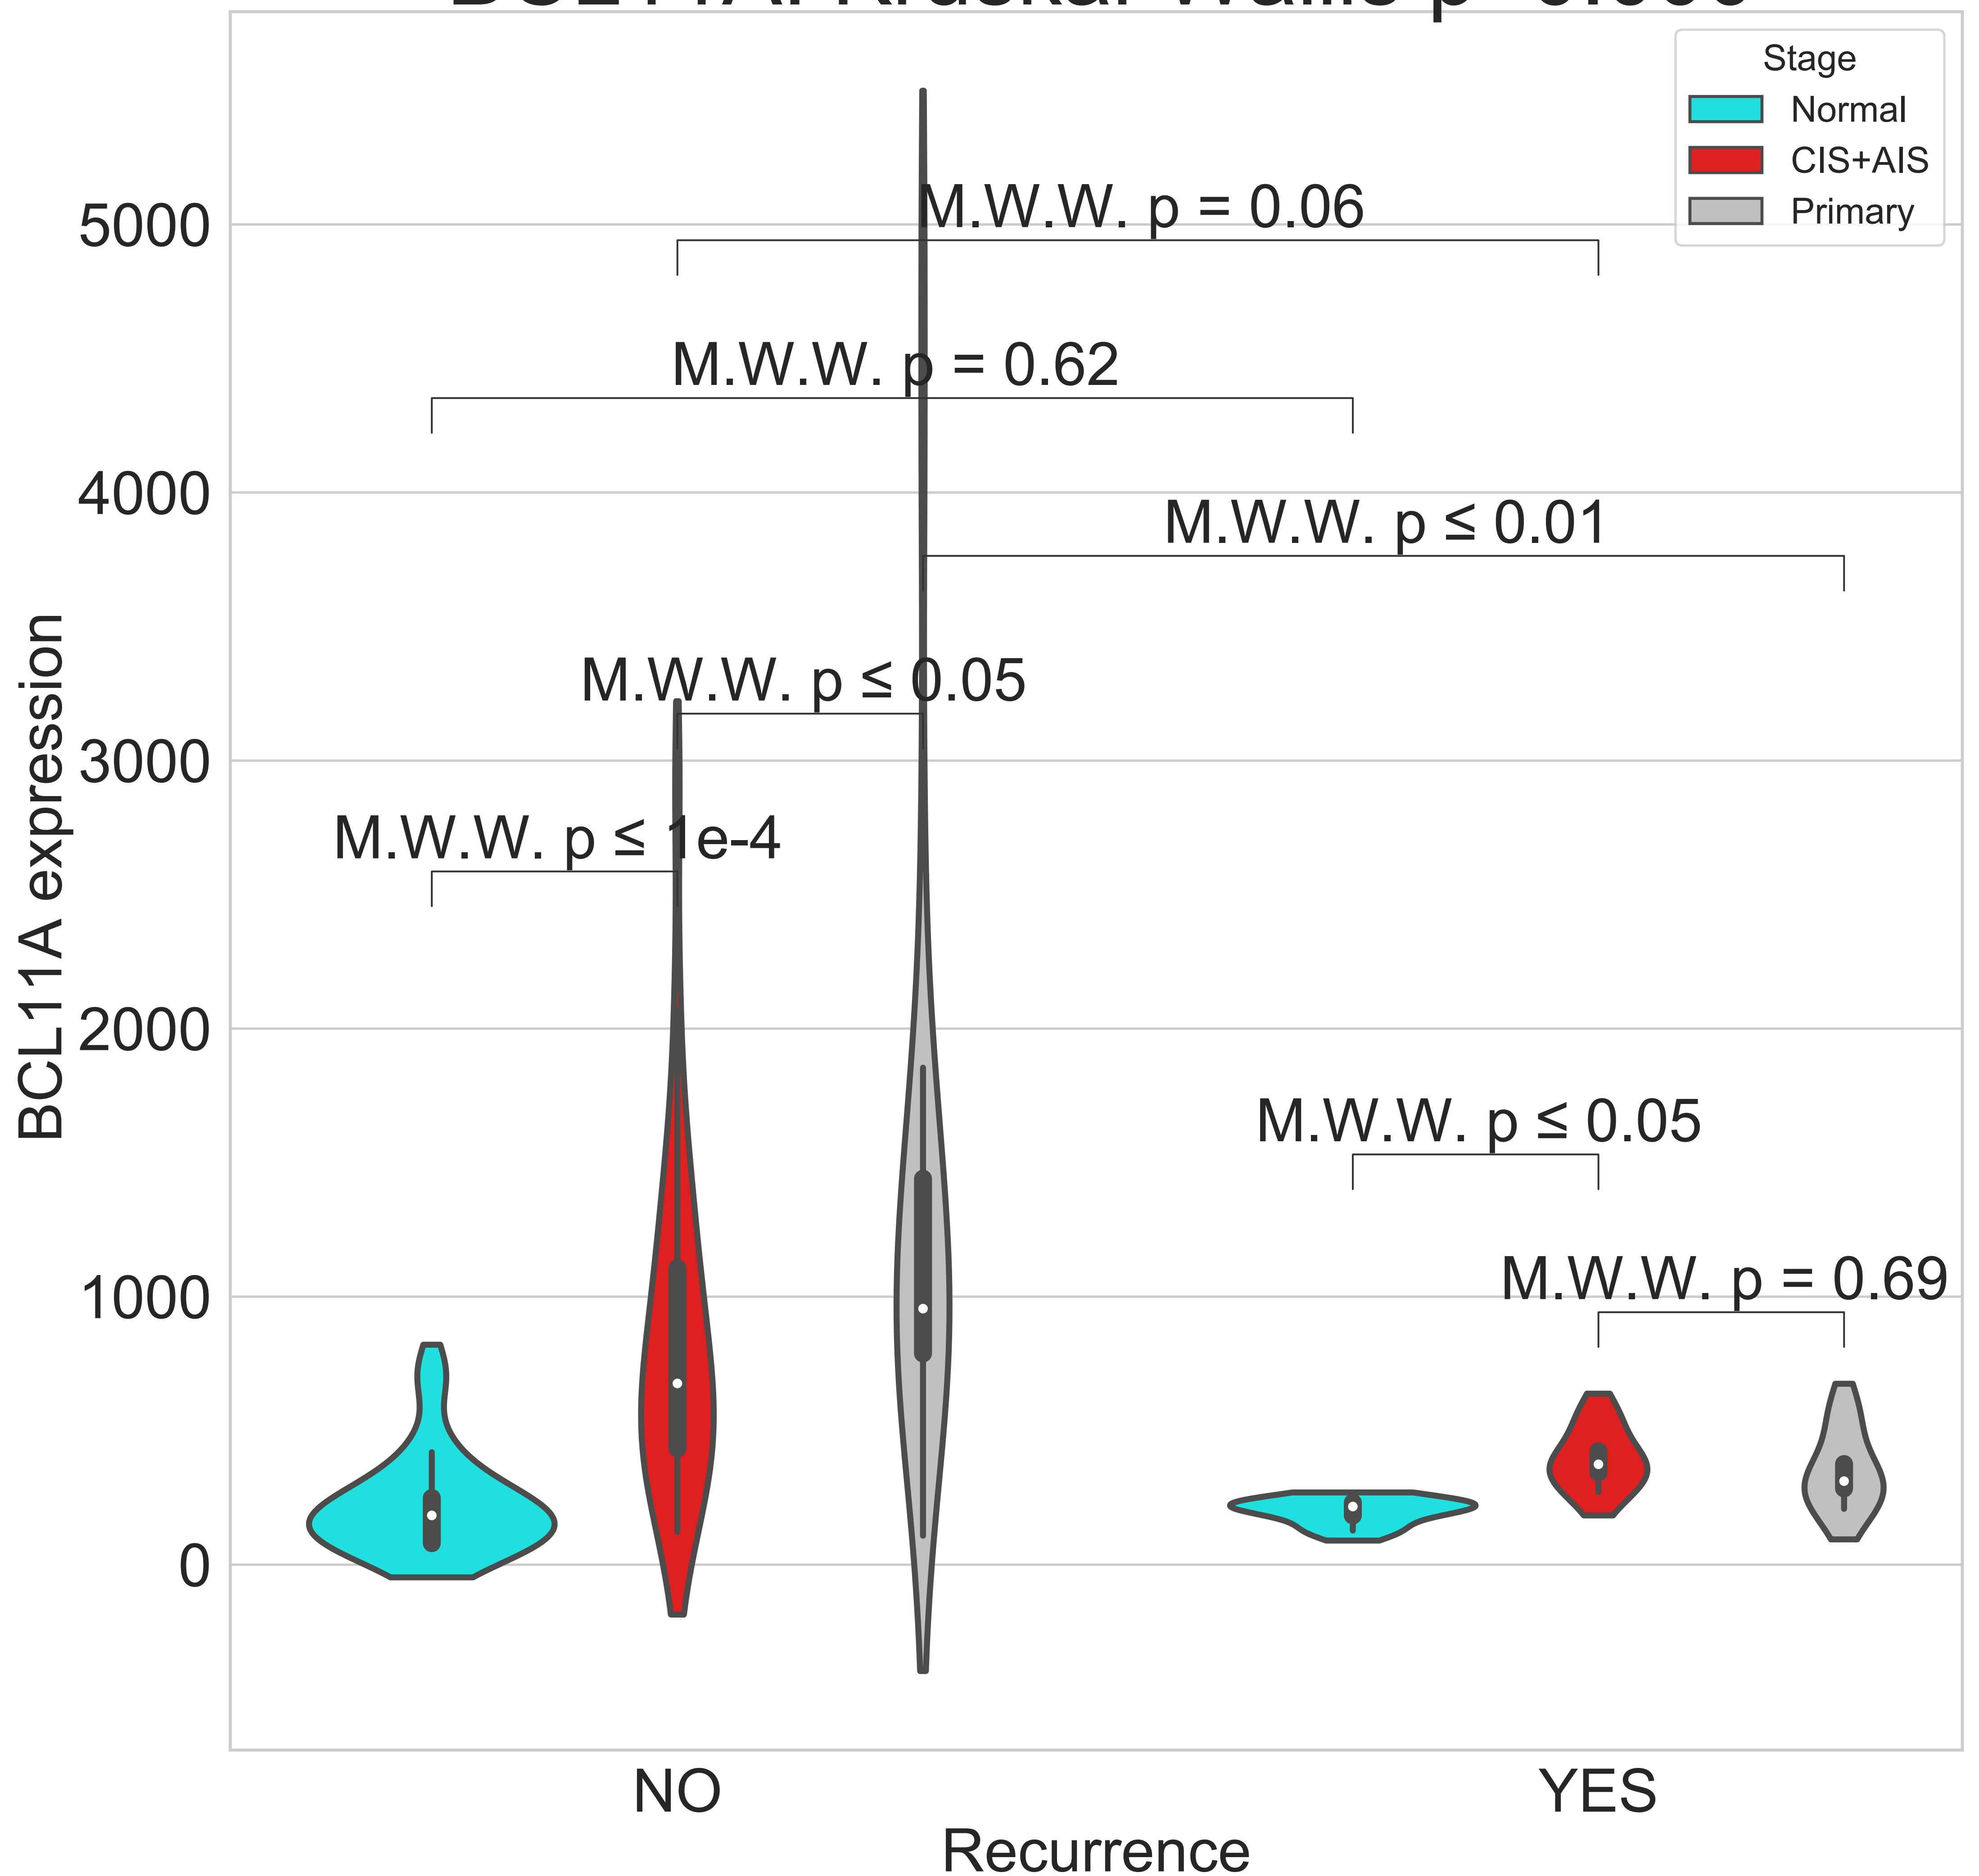 Stage
Normal
CIS+AIS
Primary
M.W.W. p = 0.06
M.W.W. p = 0.62
M.W.W. p ≤ 0.01
M.W.W. p ≤ 0.05
M.W.W. p ≤ 1e-4
M.W.W. p ≤ 0.05
M.W.W. p = 0.69
5000
4000
3000
2000
1000
0
BCL11A expression
NO
YES
Recurrence